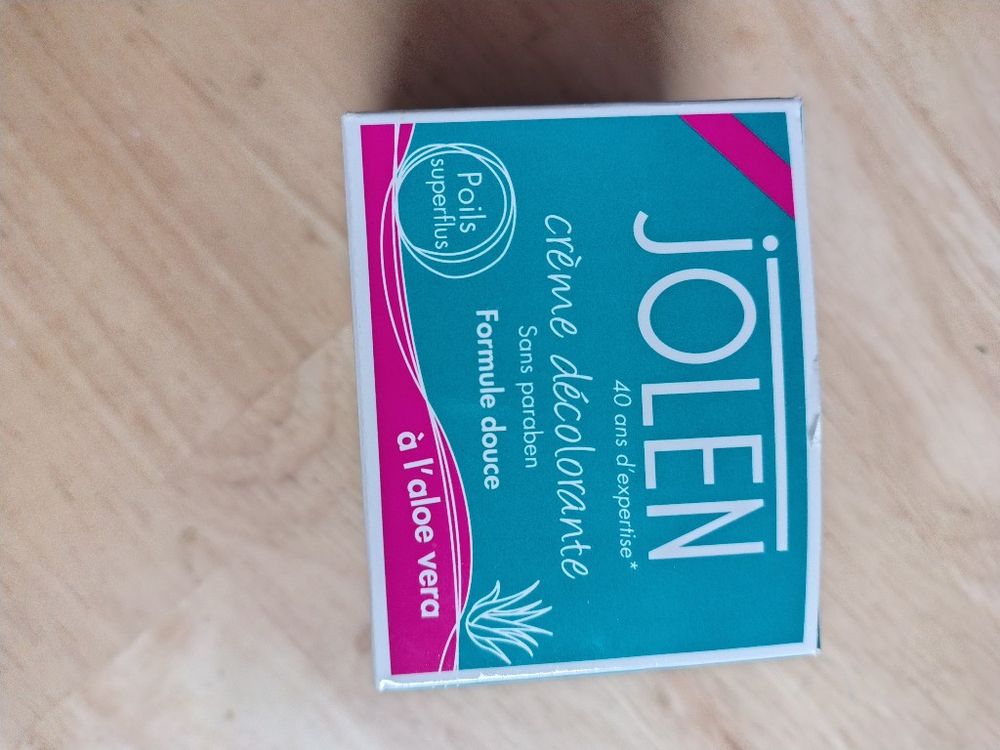 jOLEN
40 ans d'expertise*
crème décolorante
Sans paraben
Formule douce
Poils
superflus
à l'aloe vera